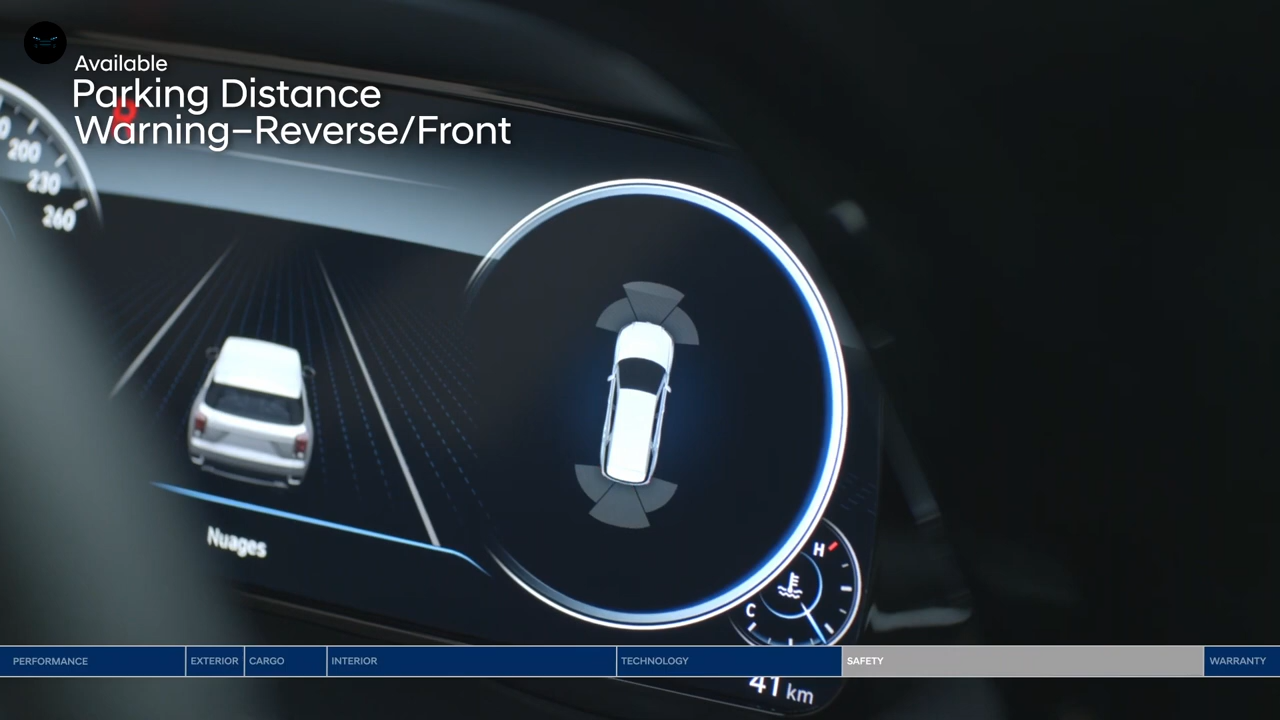 Available
Parking Distance
Warning–Reverse/Front
200
230
260
Nuages
H
C
PERFORMANCE
EXTERIOR
CARGO
INTERIOR
TECHNOLOGY
SAFETY
WARRANTY
41 km